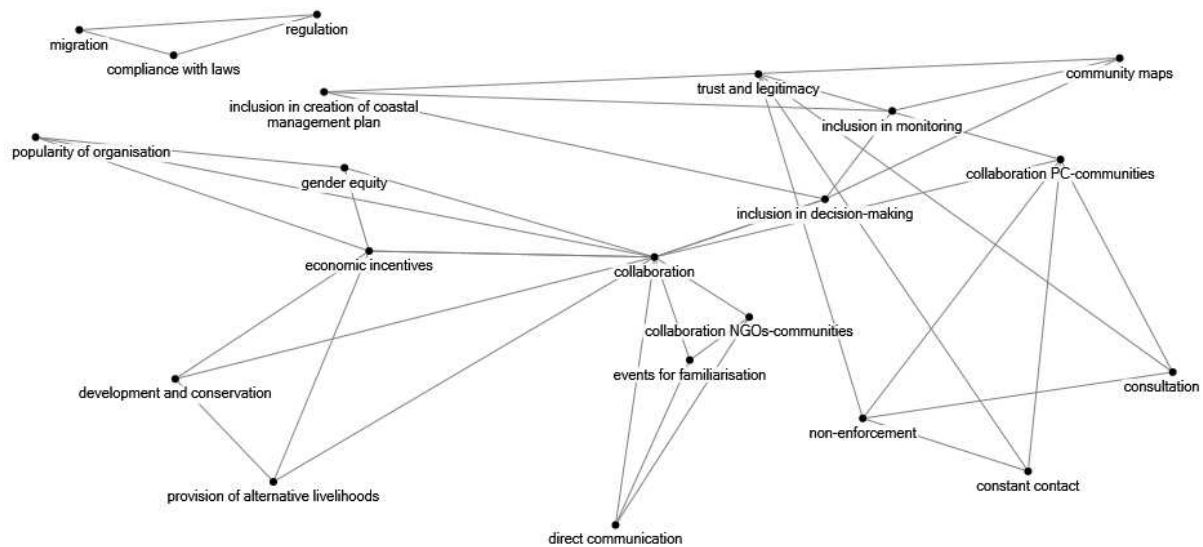 regulation
migration
compliance with laws
community maps
trust and legitimacy
inclusion in creation of coastal
management plan
inclusion in monitoring
popularity of organisation
collaboration PC-communities
gender equity
inclusion in decision-making
economic incentives
collaboration
collaboration NGOs-communities
events for familiarisation
development and conservation
consultation
non-enforcement
constant contact
provision of alternative livelihoods
direct communication